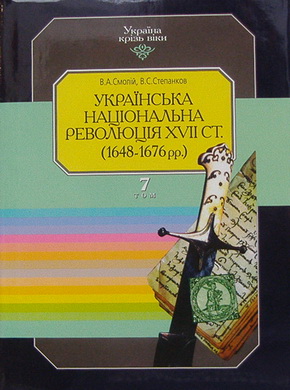 Україна
крізь віки
В.А.Смолій, В.С.Степанков
УКРАЇНСЬКА
НАЦІОНАЛЬНА
РЕВОЛЮЦІЯ XVII СТ.
(1648-1676 рр.)
7
ТОМ